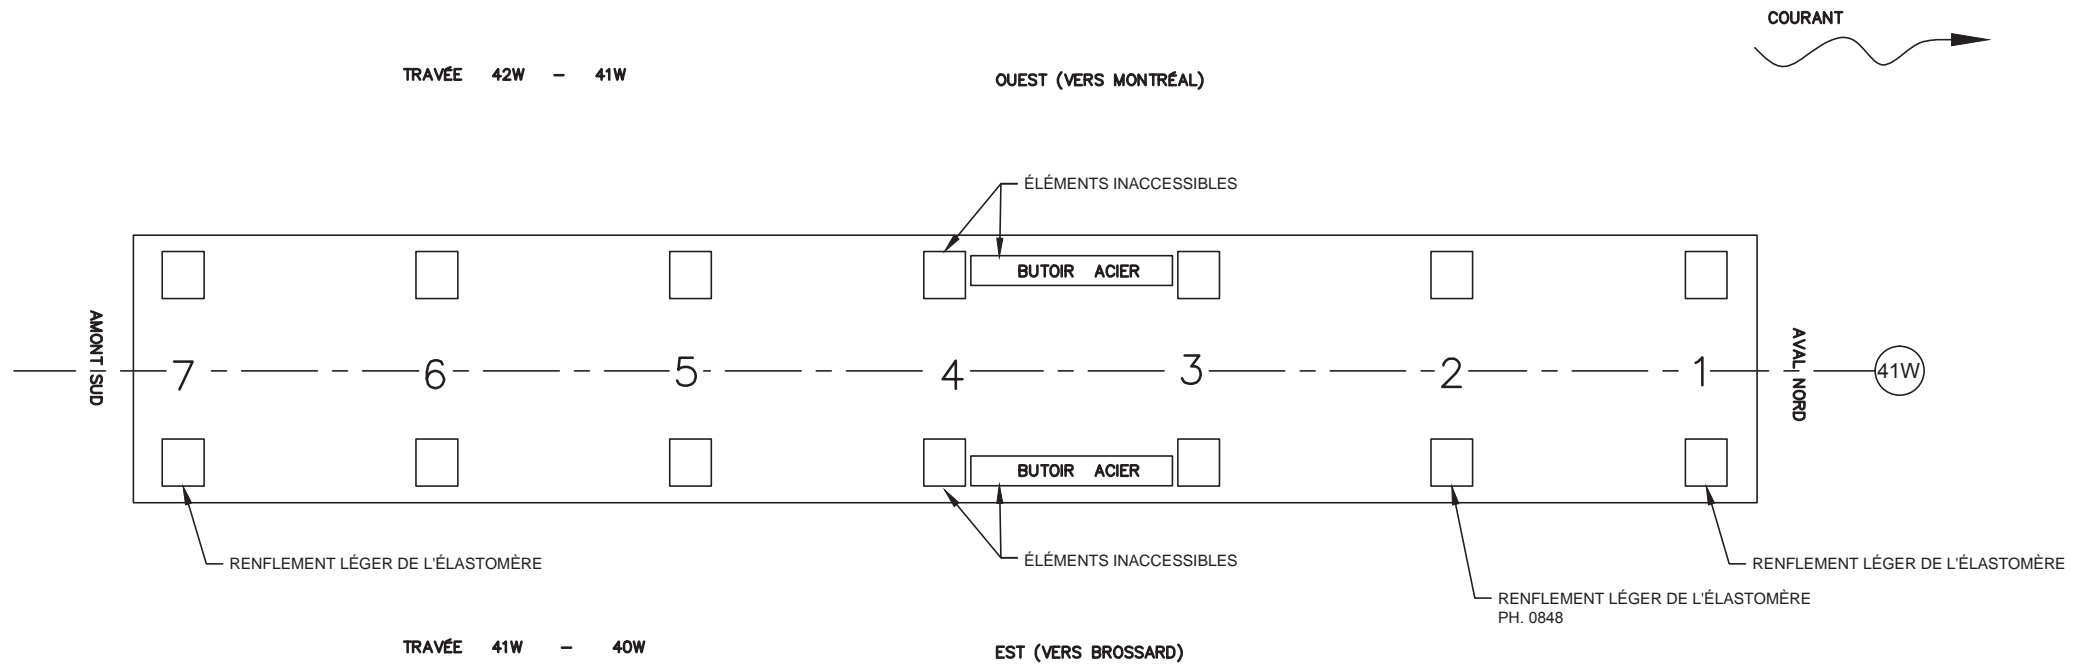 COURANT
TRAVÉE 42W - 41W
OUEST (VERS MONTRÉAL)
ÉLÉMENTS INACCESSIBLES
BUTOIR ACIER
AMONT SUD
7 6 5 4 3 2 1
AVAL NORD
41W
BUTOIR ACIER
RENFLEMENT LÉGER DE L'ÉLASTOMÈRE
ÉLÉMENTS INACCESSIBLES
RENFLEMENT LÉGER DE L'ÉLASTOMÈRE
RENFLEMENT LÉGER DE L'ÉLASTOMÈRE
PH. 0848
TRAVÉE 41W - 40W
EST (VERS BROSSARD)